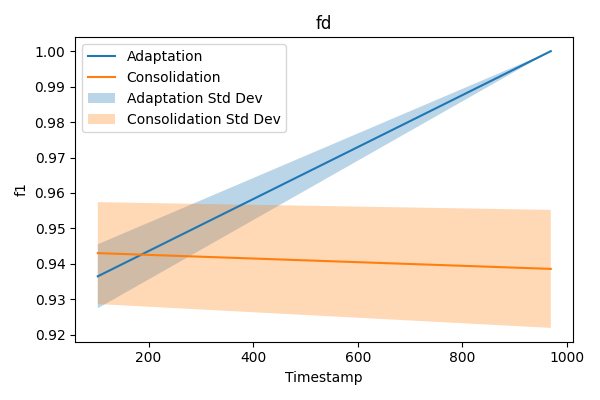 fd
Adaptation
Consolidation
Adaptation Std Dev
Consolidation Std Dev
1.00
0.99
0.98
0.97
0.96
0.95
0.94
0.93
0.92
f1
200
400
600
800
1000
Timestamp